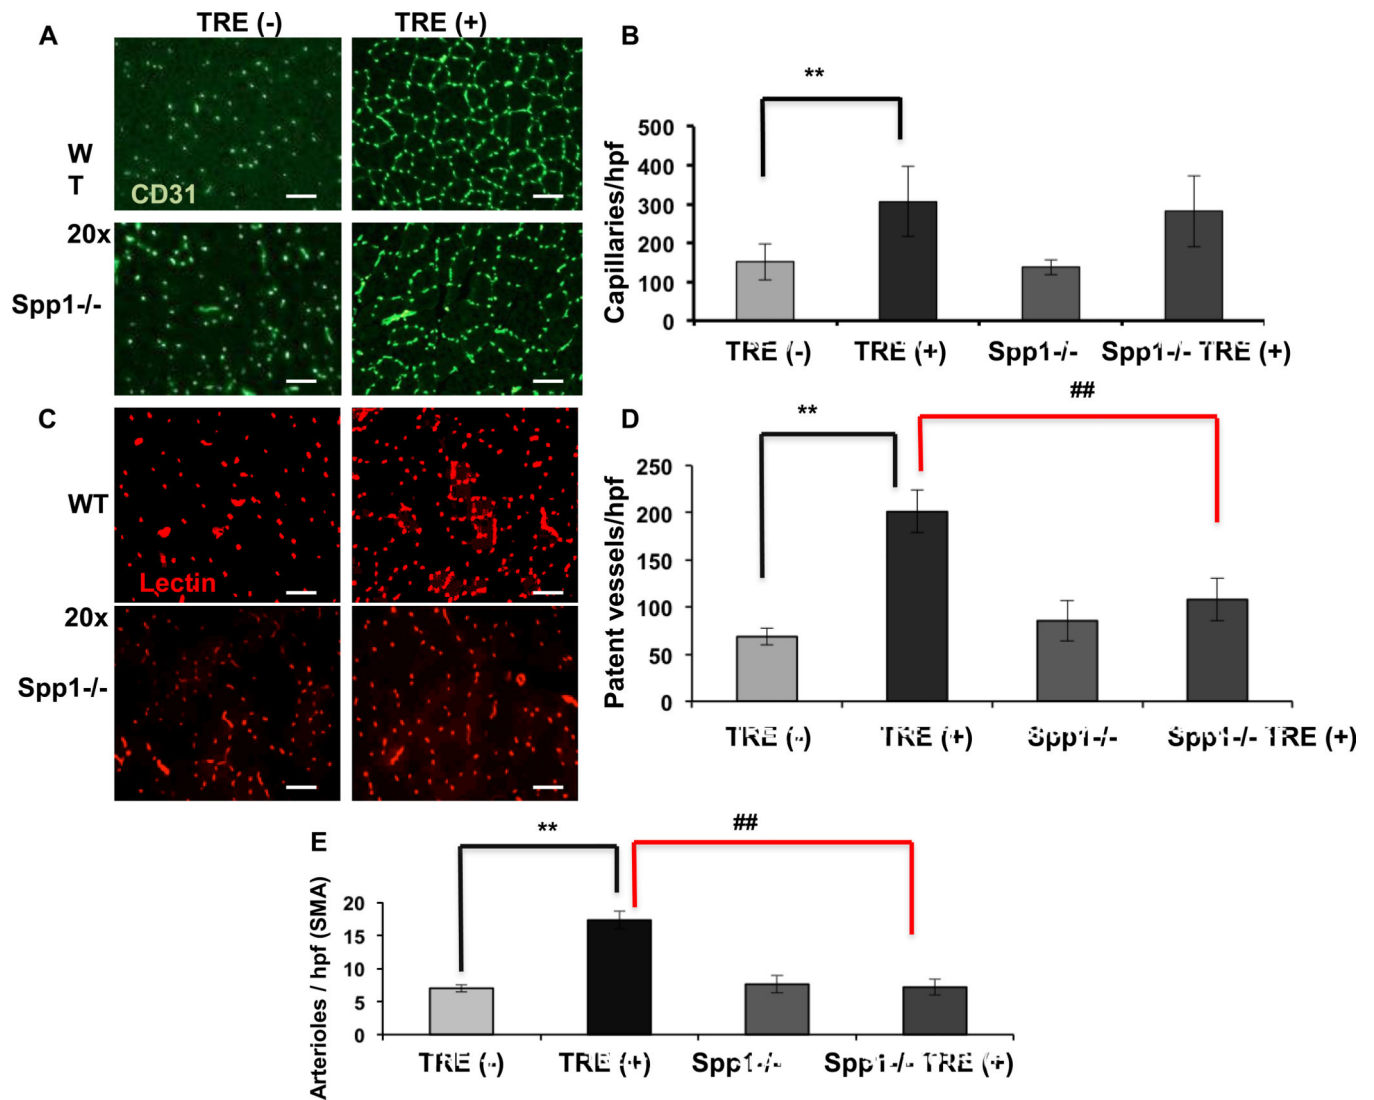 TRE (-) TRE (+)
A
W
T
CD31
20x
Spp1-/-
B
**
Capillaries/hpf
500
400
300
200
100
0
TRE (-) TRE (+) Spp1-/- Spp1-/- TRE (+)
C
WT
Lectin
20x
Spp1-/-
D
**
##
Patent vessels/hpf
250
200
150
100
50
0
TRE (-) TRE (+) Spp1-/- Spp1-/- TRE (+)
E
**
##
Arterioles / hpf (SMA)
20
15
10
5
0
TRE (-) TRE (+) Spp1-/- Spp1-/- TRE (+)